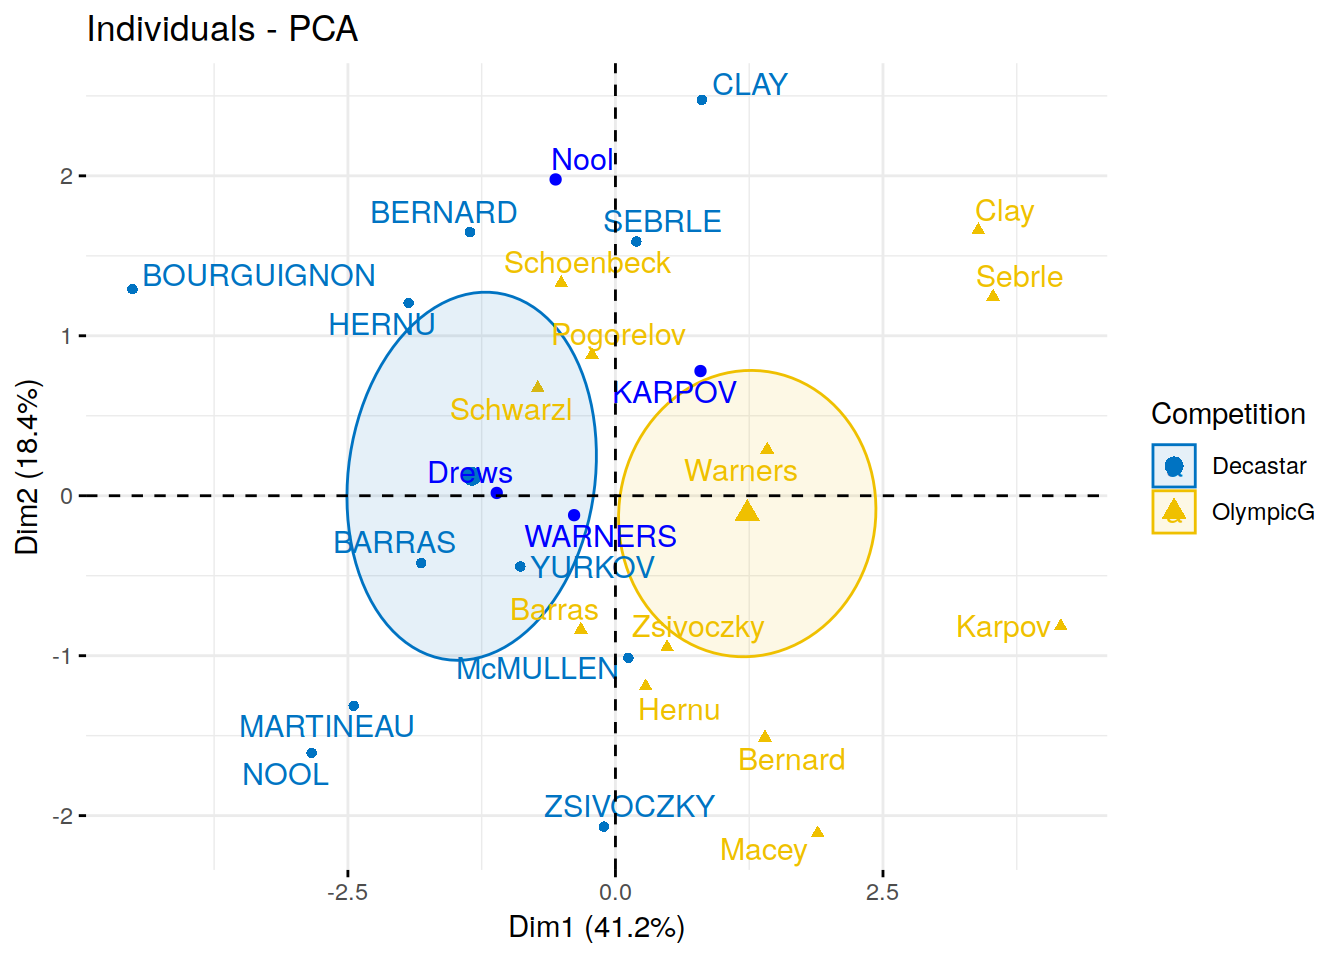 Individuals - PCA
CLAY
Nool
BERNARD
SEBRLE
Clay
Schoenbeck
BOURGUIGNON
Sebrle
HERNU
Pogorelov
KARPOV
Schwarzl
Drews
Warners
WARNERS
BARRAS
YURKOV
Barras
Zsivoczky
Karpov
McMULLEN
Hernu
MARTINEAU
Bernard
NOOL
ZSIVOCZKY
Macey
2
1
0
-1
-2
-2.5
0.0
2.5
Dim1 (41.2%)
Dim2 (18.4%)
Competition
Decastar
OlympicG